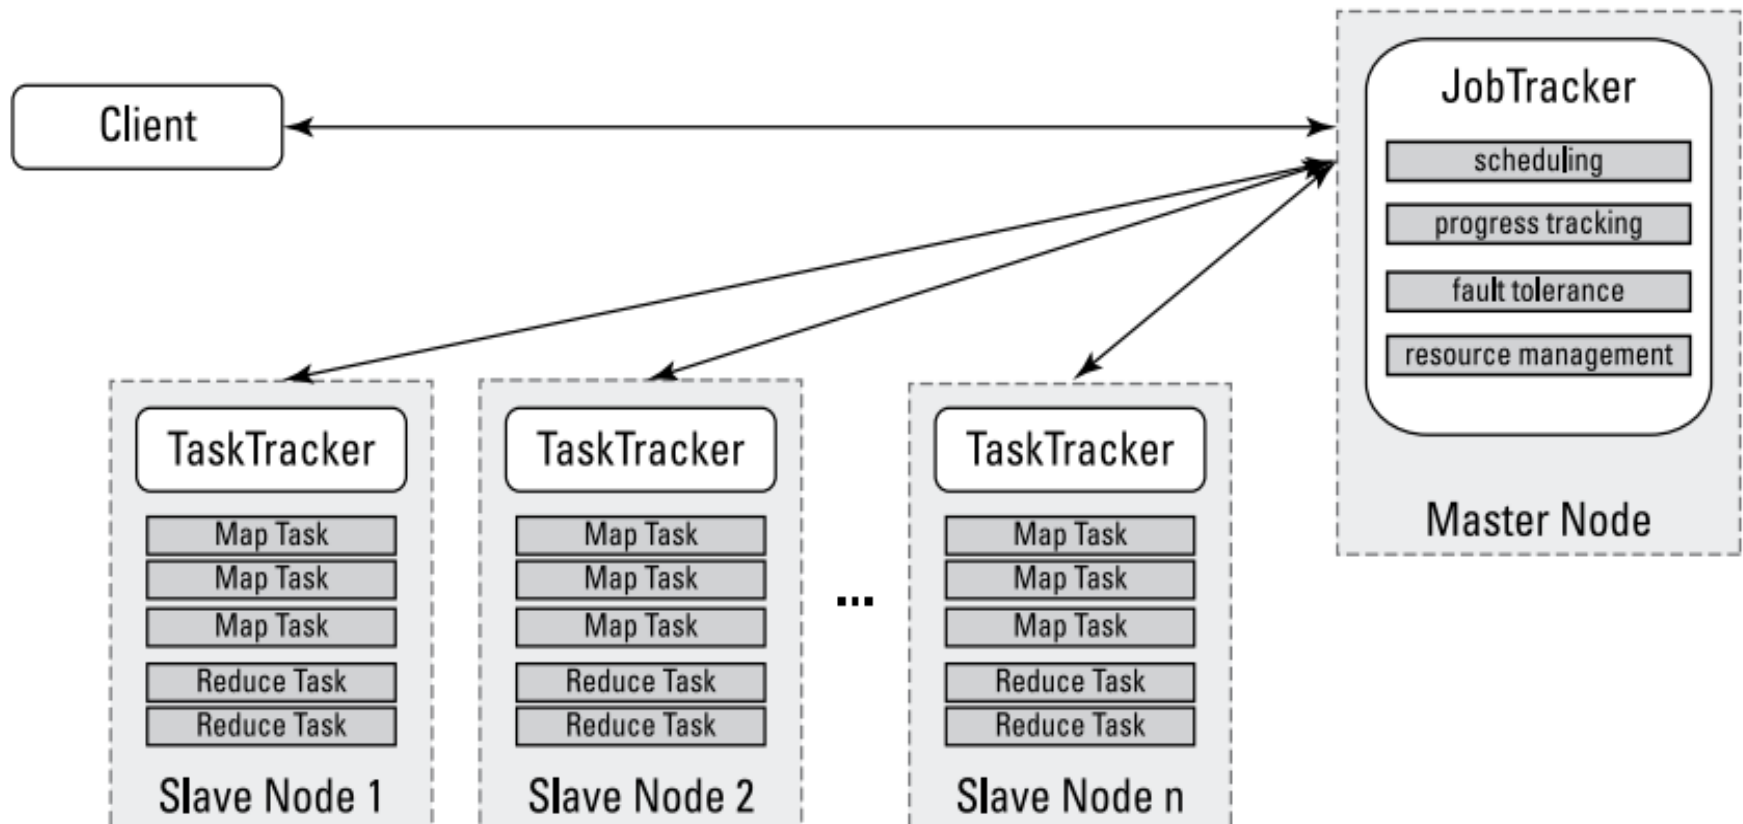 Client
JobTracker
scheduling
progress tracking
fault tolerance
resource management
Master Node
TaskTracker
Map Task
Map Task
Map Task
Reduce Task
Reduce Task
Slave Node 1
TaskTracker
Map Task
Map Task
Map Task
Reduce Task
Reduce Task
Slave Node 2
...
TaskTracker
Map Task
Map Task
Map Task
Reduce Task
Reduce Task
Slave Node n